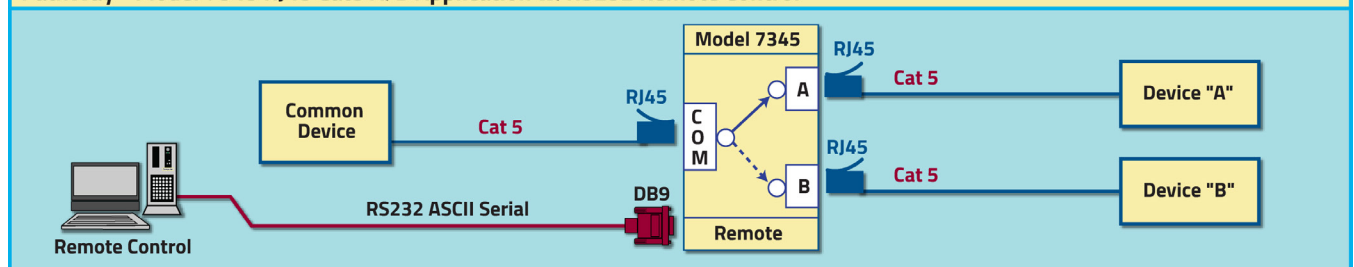 Model 7345
RJ45
Cat 5
A
Device "A"
Common
Device
RJ45
Cat 5
C
O
M
RJ45
Cat 5
B
Device "B"
DB9
RS232 ASCII Serial
Remote
Remote Control